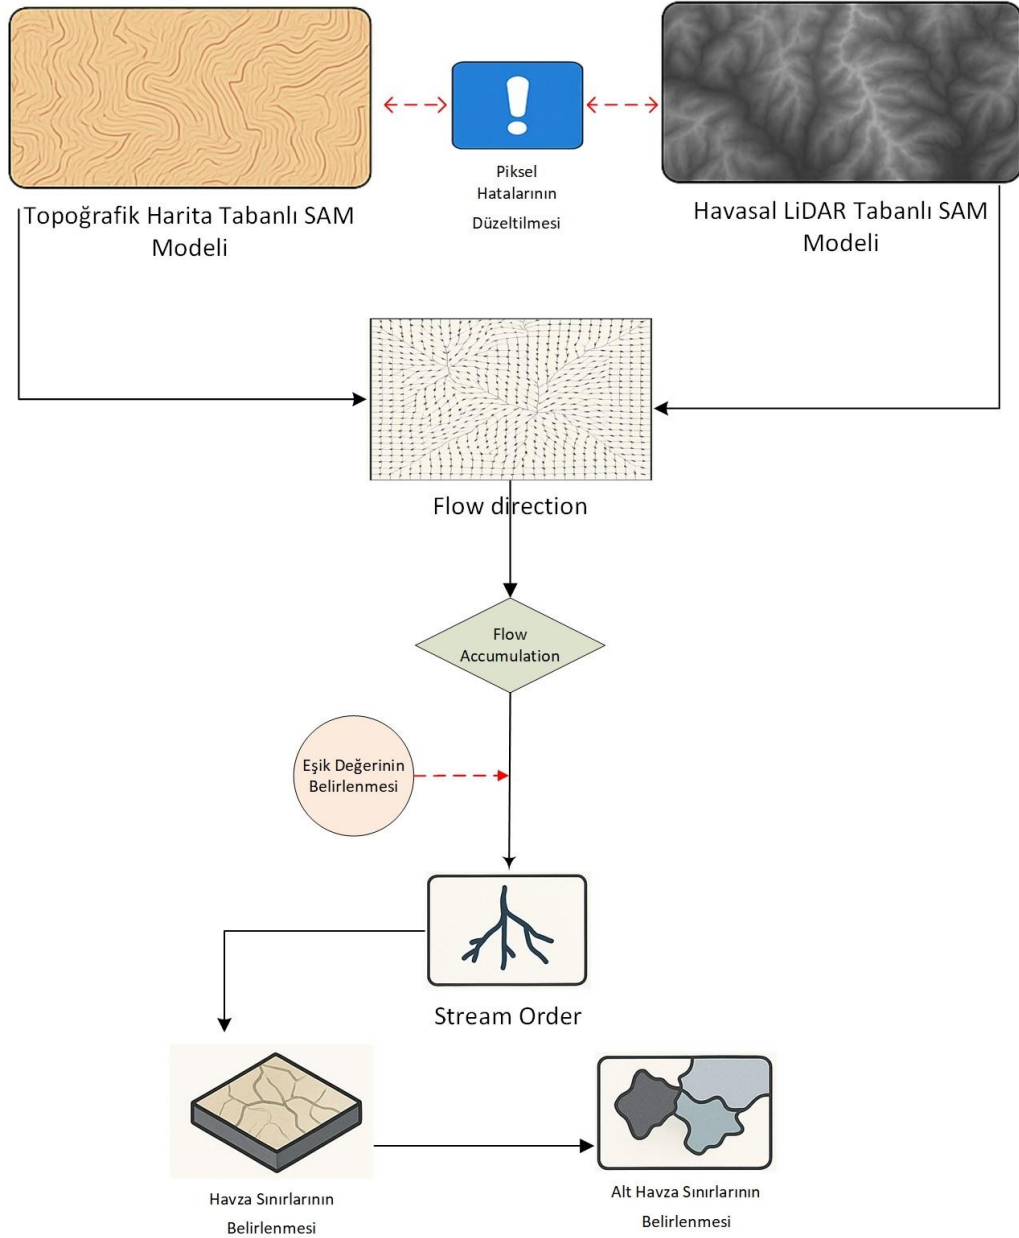 Piksel
Hatalarının
Düzeltilmesi
Topoğrafik Harita Tabanlı SAM
Modeli
Havasal LiDAR Tabanlı SAM
Modeli
Flow direction
Flow
Accumulation
Eşik Değerinin
Belirlenmesi
Stream Order
Havza Sınırlarının
Belirlenmesi
Alt Havza Sınırlarının
Belirlenmesi